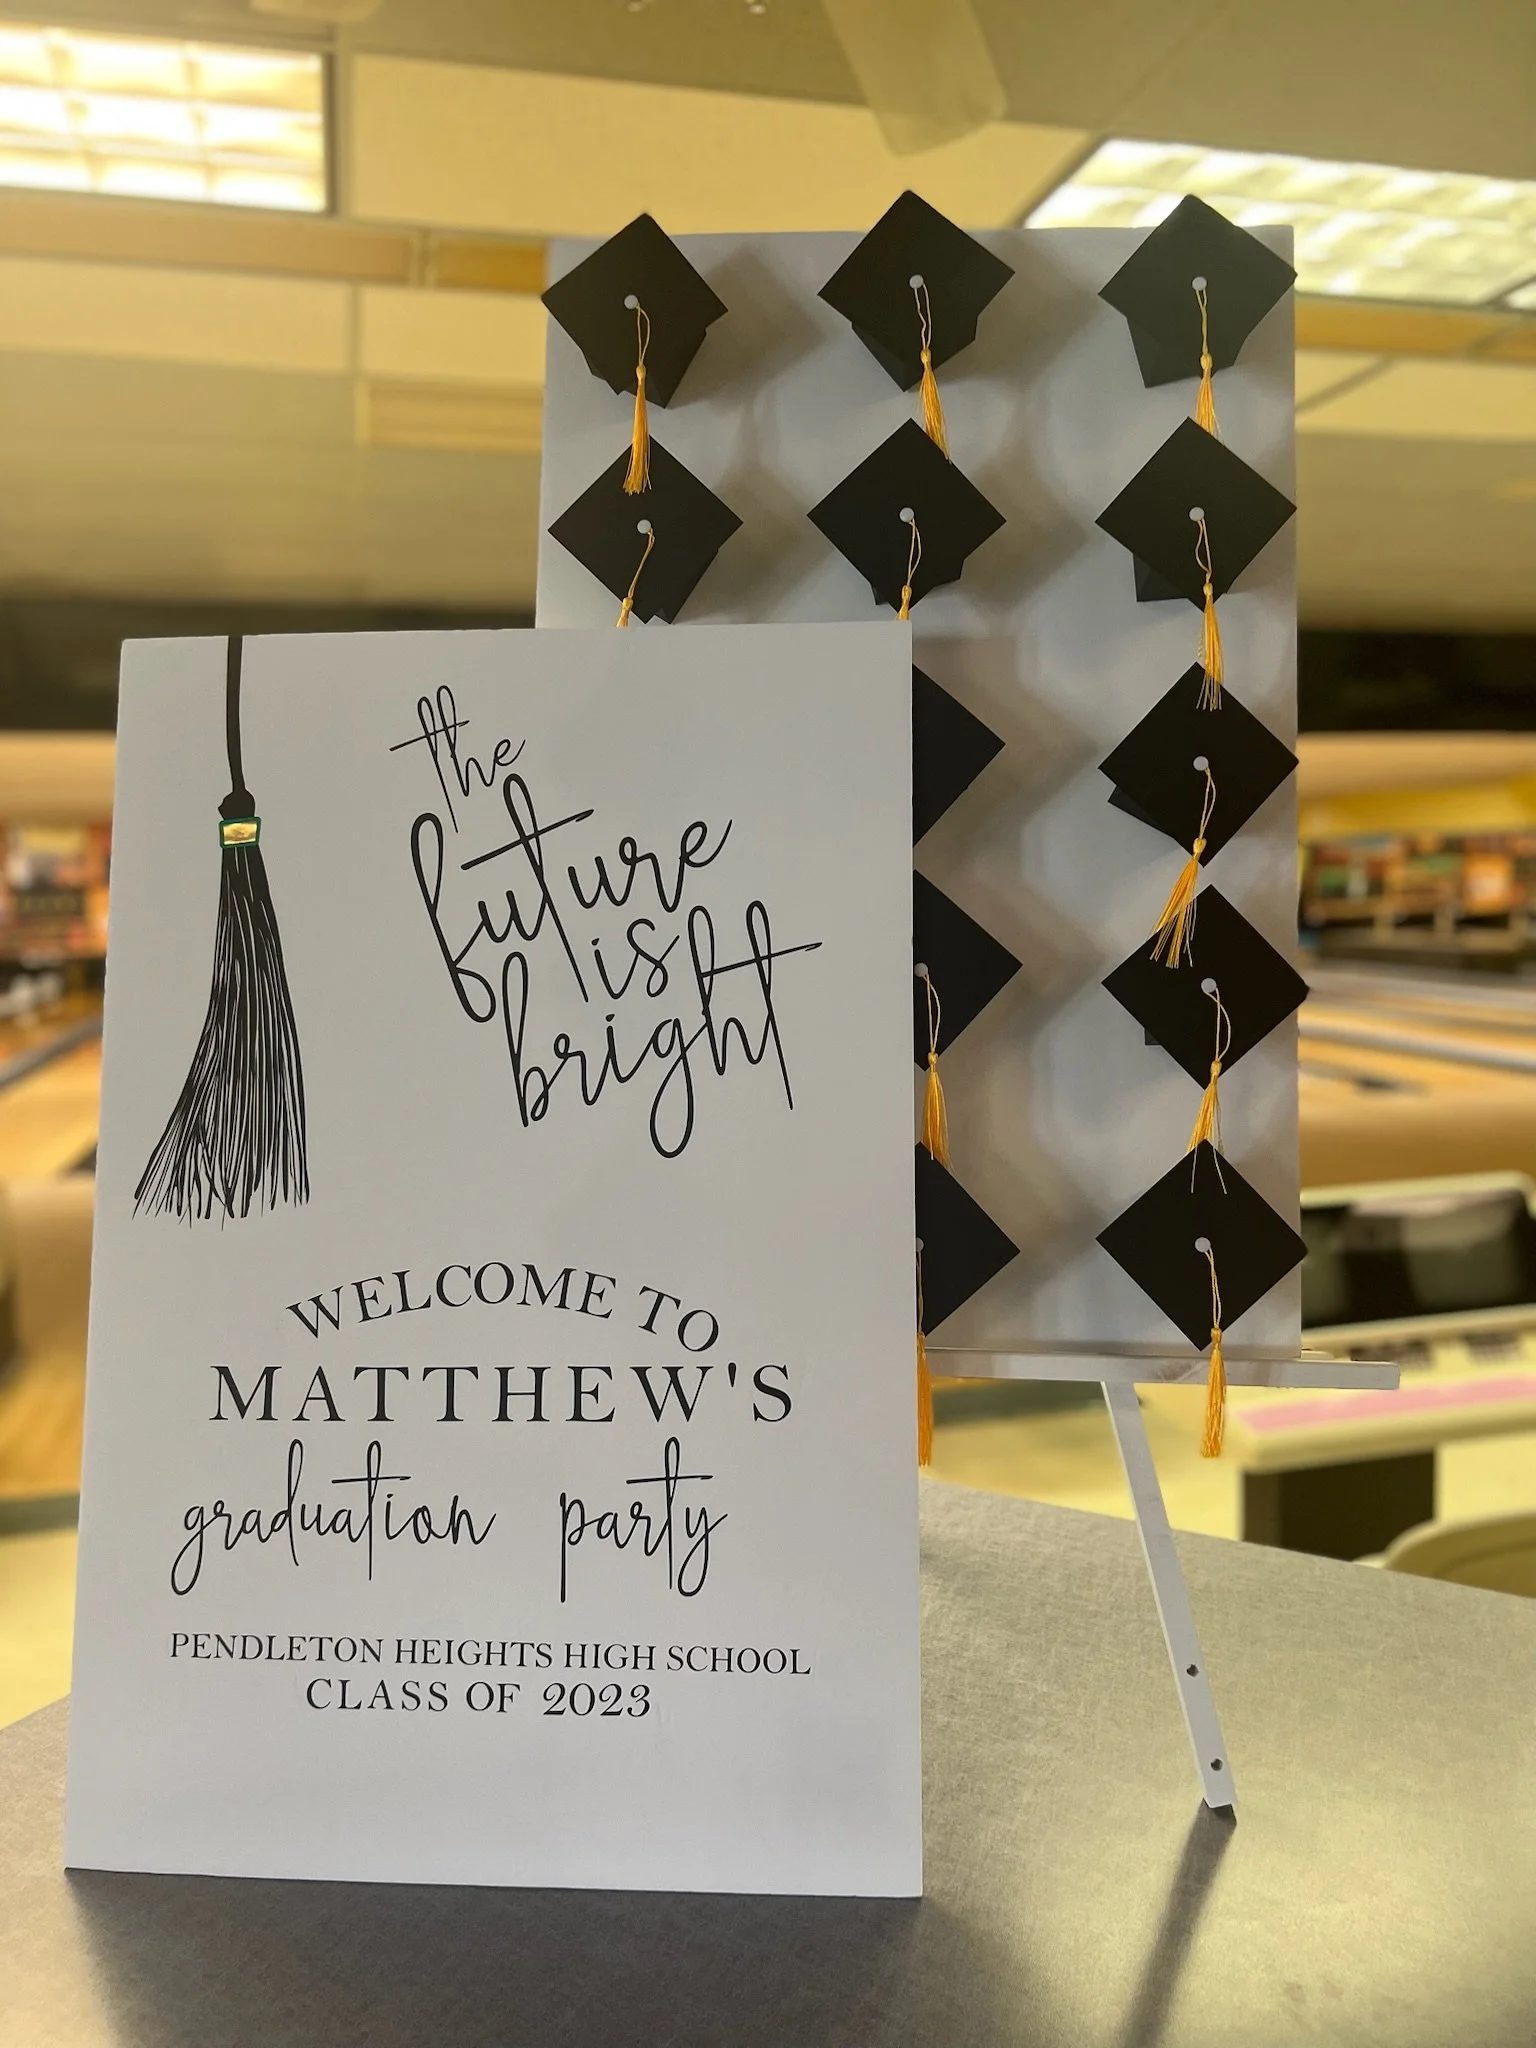 the
future
is
bright
WELCOME TO
MATTHEW'S
graduation party
PENDLETON HEIGHTS HIGH SCHOOL
CLASS OF 2023